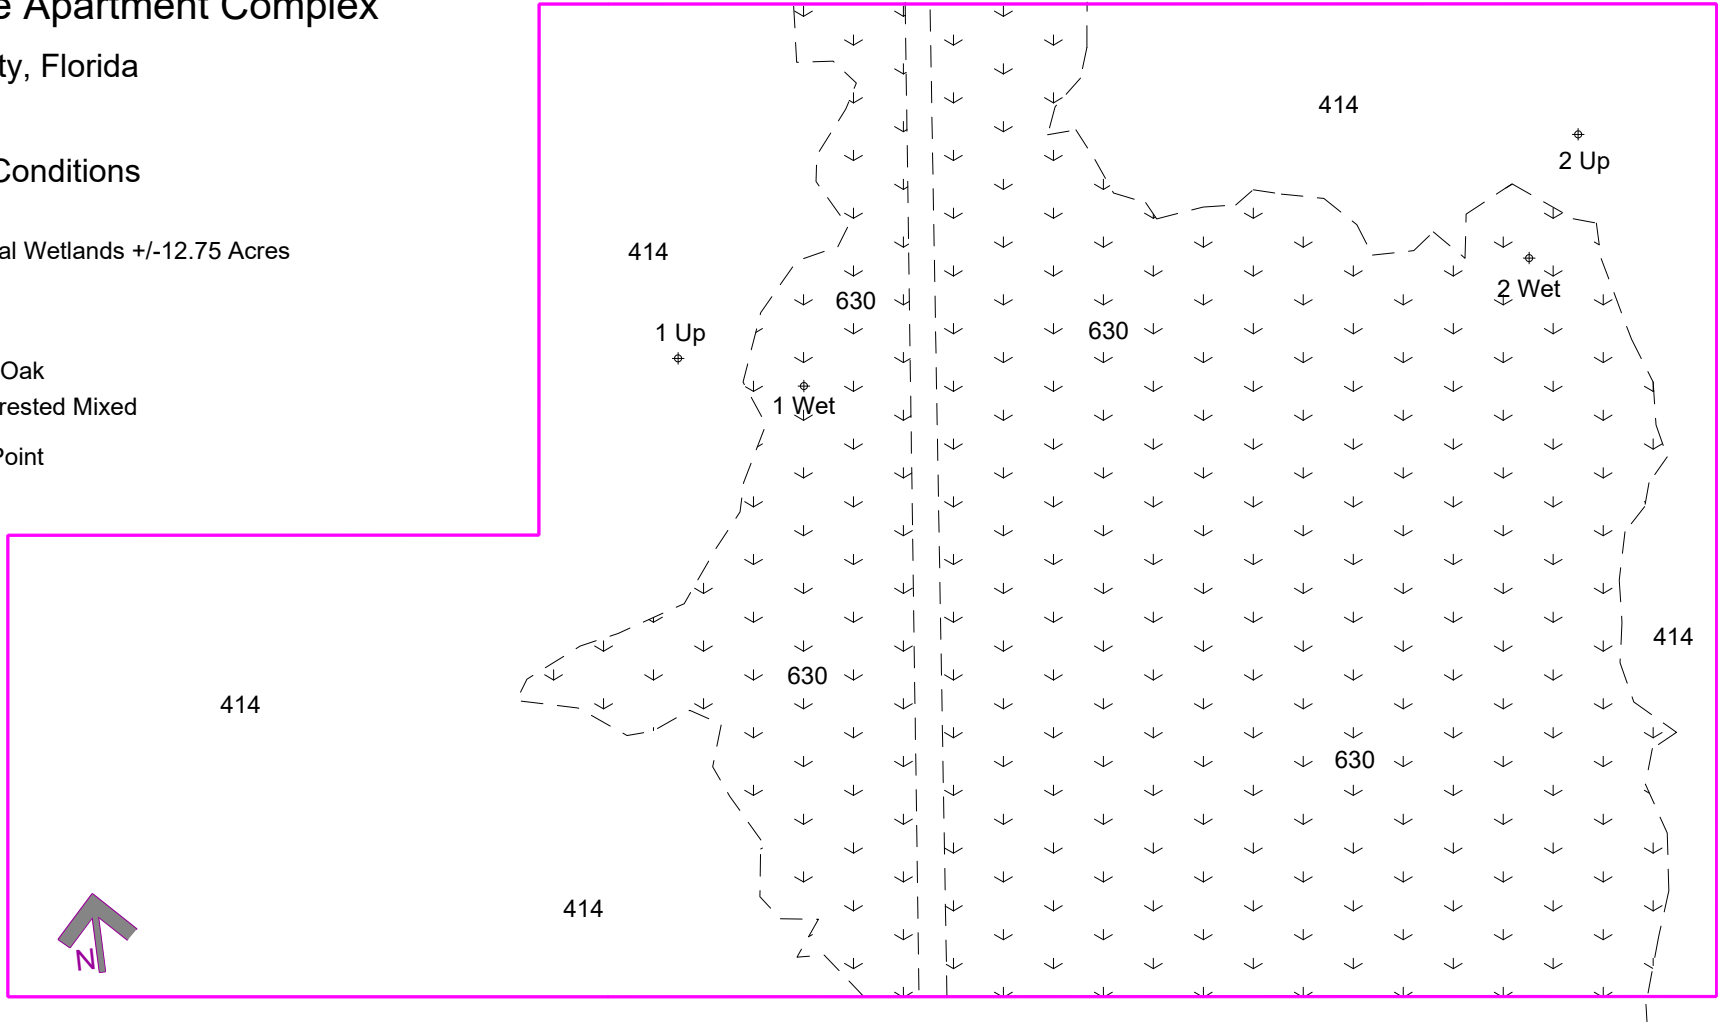 e Apartment Complex
ty, Florida
Conditions
al Wetlands +/-12.75 Acres
Oak
rested Mixed
Point
414
2 Up
414
2 Wet
630
630
1 Up
1 Wet
414
630
414
630
414
N